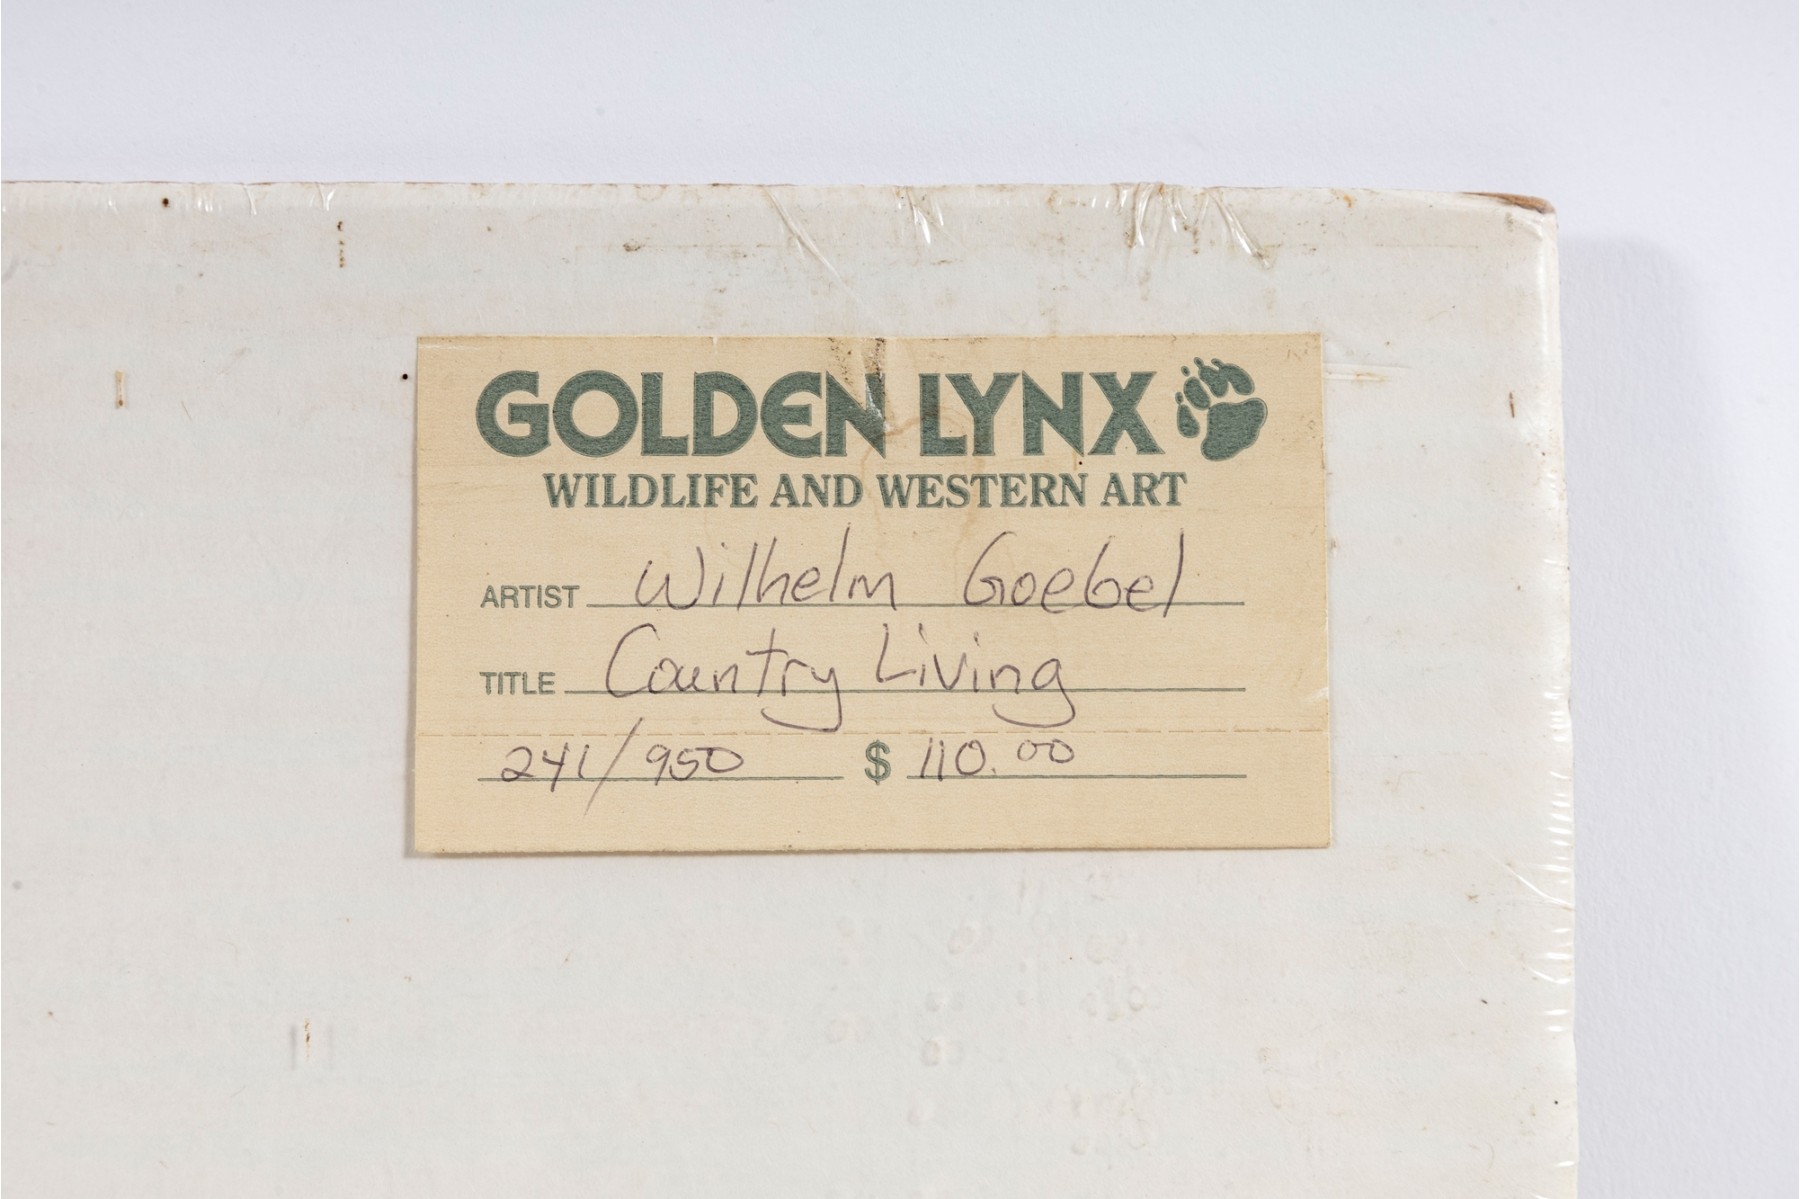 GOLDEN LYNX
WILDLIFE AND WESTERN ART
ARTIST Wilhelm Goebel
TITLE Country Living
241/950 $ 110.00